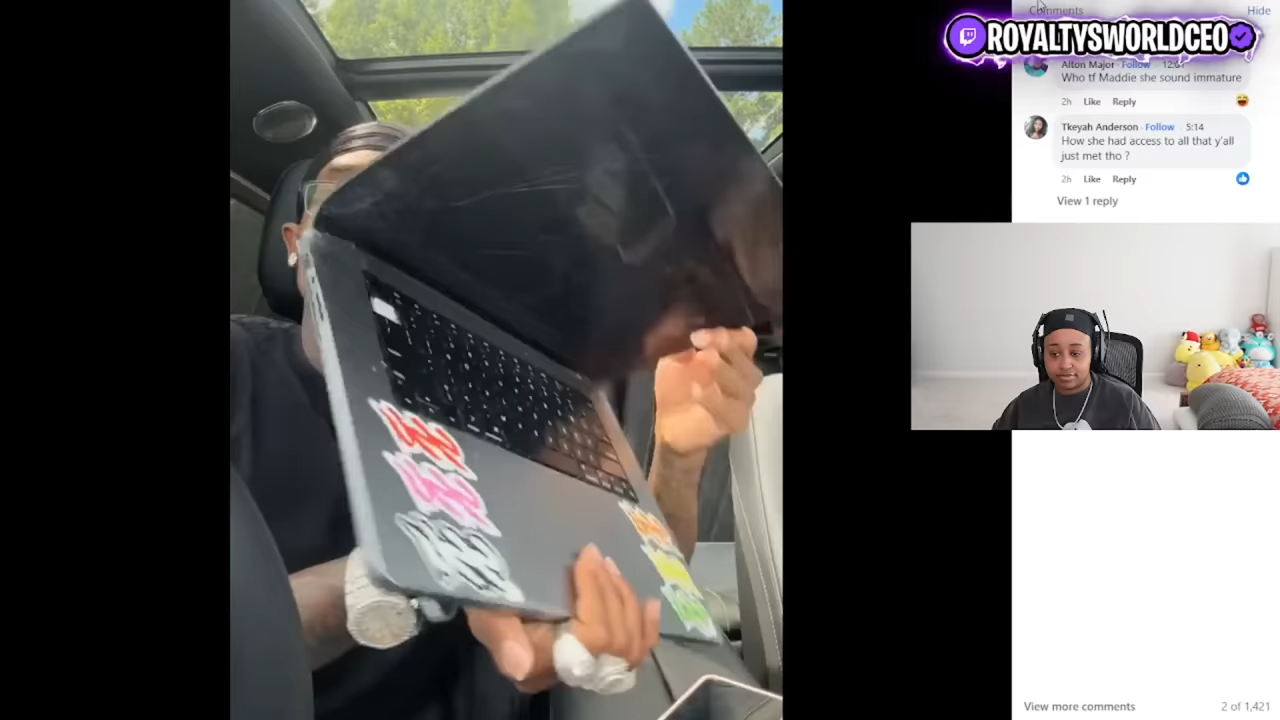 Comments
Hide
ROYALTYSWORLDCEO
Alton Major · Follow
Who tf Maddie she sound immature
2h Like Reply
Tkeyah Anderson · Follow · 5:14
How she had access to all that y'all
just met tho ?
2h Like Reply
View 1 reply
View more comments
2 of 1,421